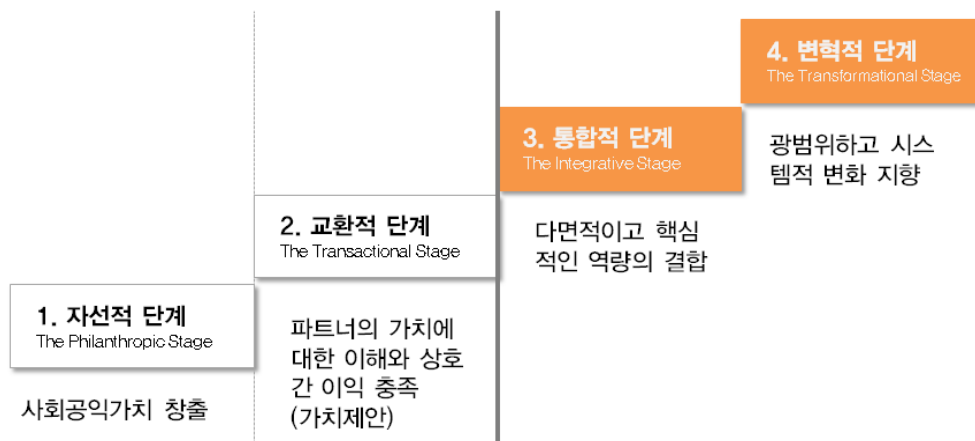 1. 자선적 단계
The Philanthropic Stage
사회공익가치 창출
2. 교환적 단계
The Transactional Stage
파트너의 가치에
대한 이해와 상호
간 이익 충족
(가치제안)
3. 통합적 단계
The Integrative Stage
다면적이고 핵심
적인 역량의 결합
4. 변혁적 단계
The Transformational Stage
광범위하고 시스
템적 변화 지향